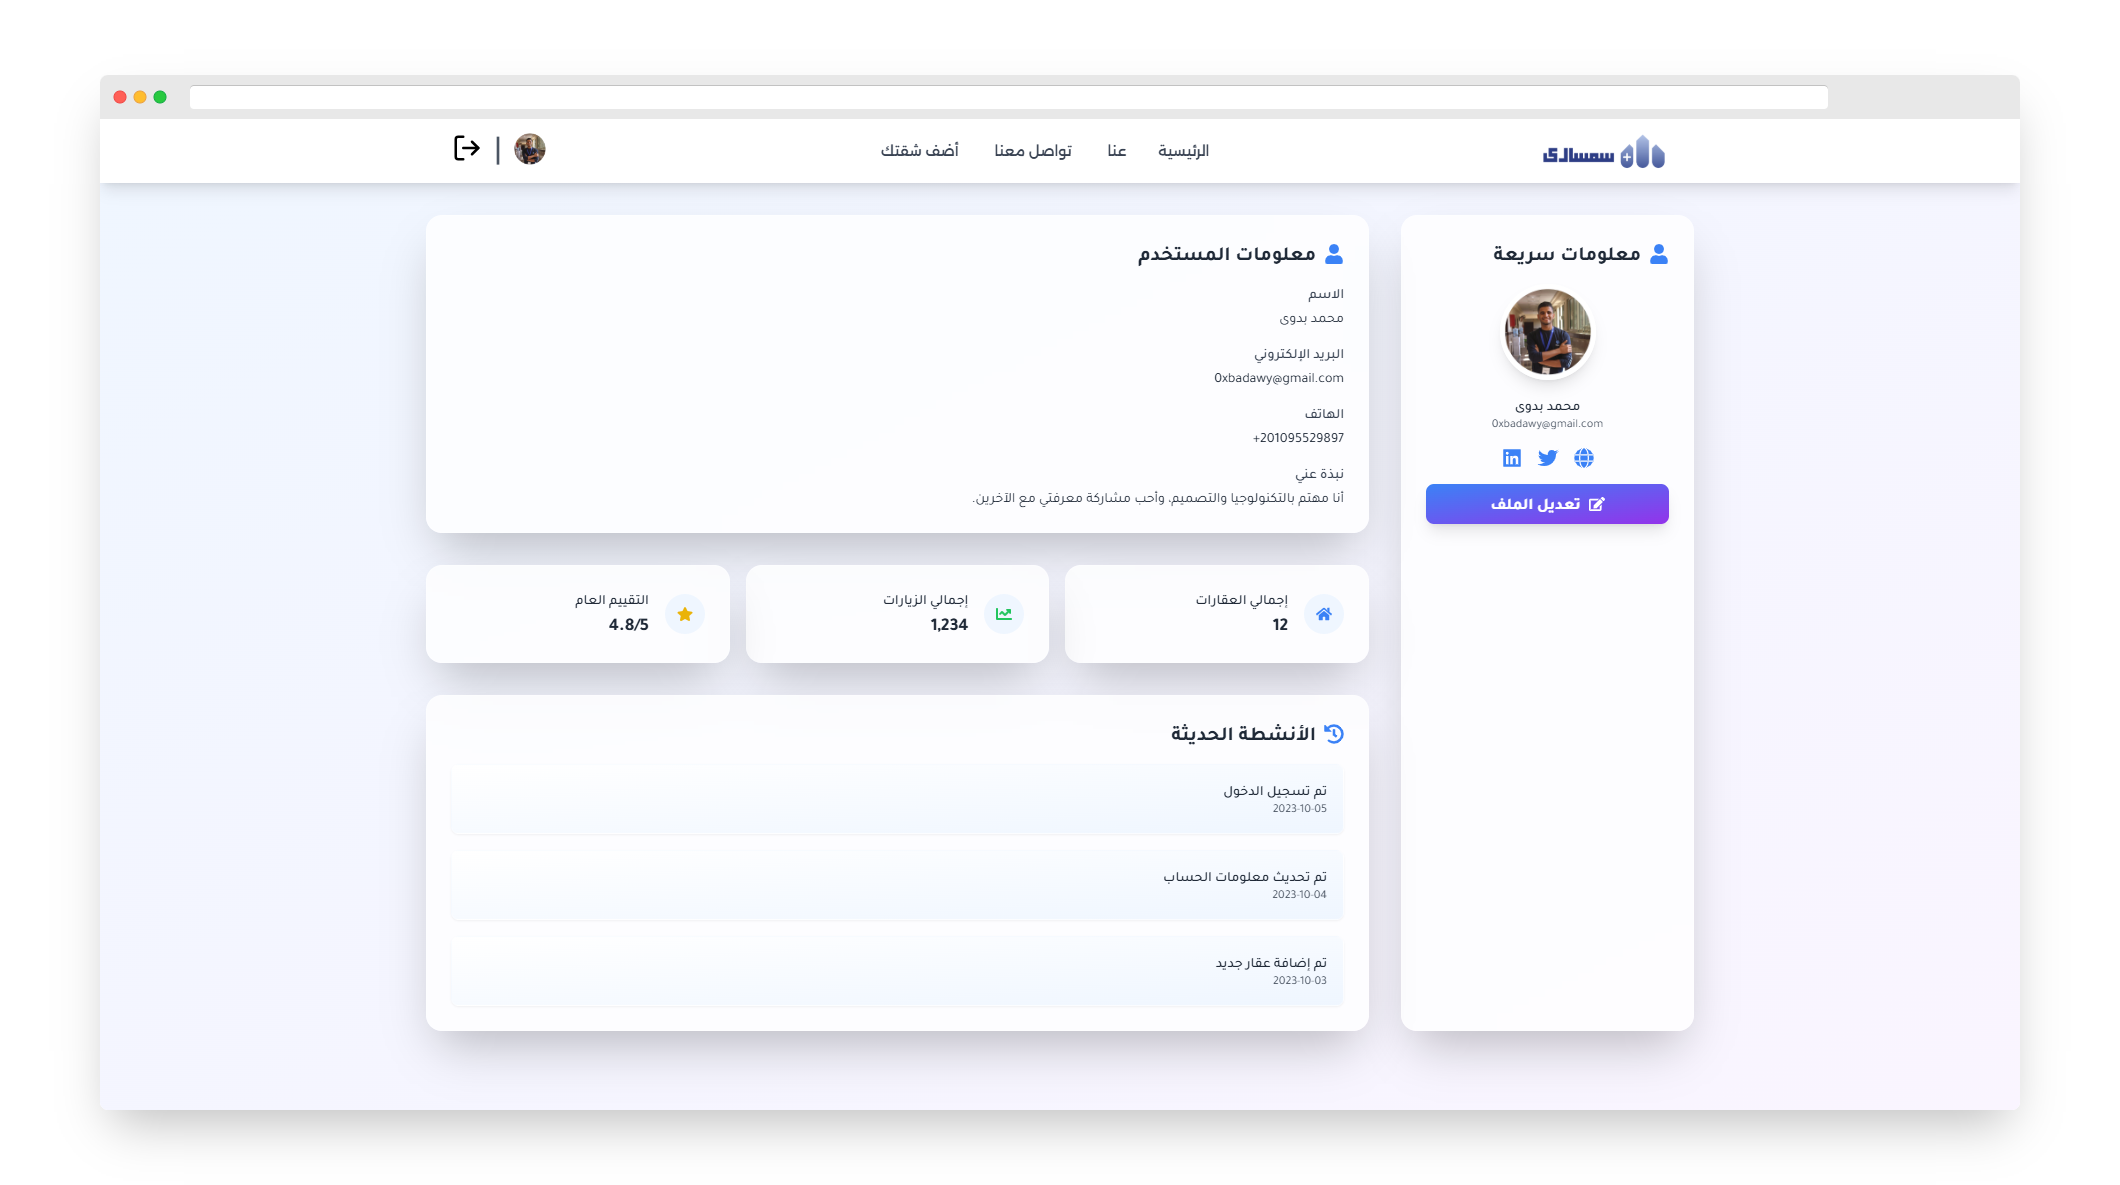 سمسارى
الرئيسية
عنا
تواصل معنا
أضف شقتك
معلومات سريعة
محمد بدوى
0xbadawy@gmail.com
تعديل الملف
معلومات المستخدم
الاسم
محمد بدوى
البريد الإلكتروني
0xbadawy@gmail.com
الهاتف
+201095529897
نبذة عني
أنا مهتم بالتكنولوجيا والتصميم، وأحب مشاركة معرفتي مع الآخرين.
إجمالي العقارات
12
إجمالي الزيارات
1,234
التقييم العام
4.8/5
الأنشطة الحديثة
تم تسجيل الدخول
2023-10-05
تم تحديث معلومات الحساب
2023-10-04
تم إضافة عقار جديد
2023-10-03